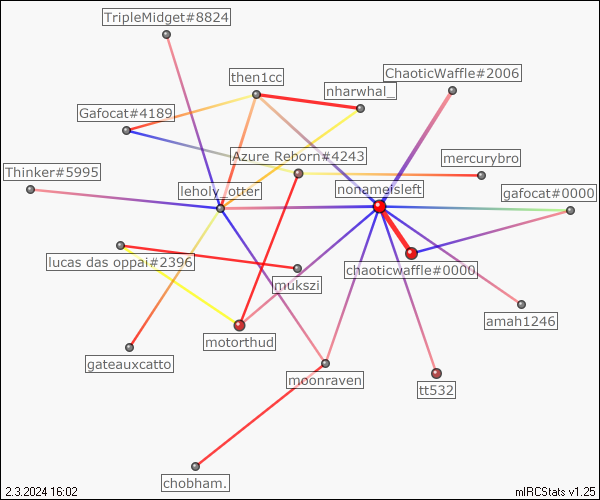 TripleMidget#8824
ChaoticWaffle#2006
then1cc
nharwhal_
Gafocat#4189
Azure Reborn#4243
mercurybro
Thinker#5995
leholy_otter
nonameisleft
gafocat#0000
lucas das oppai#2396
chaoticwaffle#0000
mukszi
amah1246
motorthud
gateauxcatto
moonraven
tt532
chobham.
2.3.2024 16:02
mIRCStats v1.25